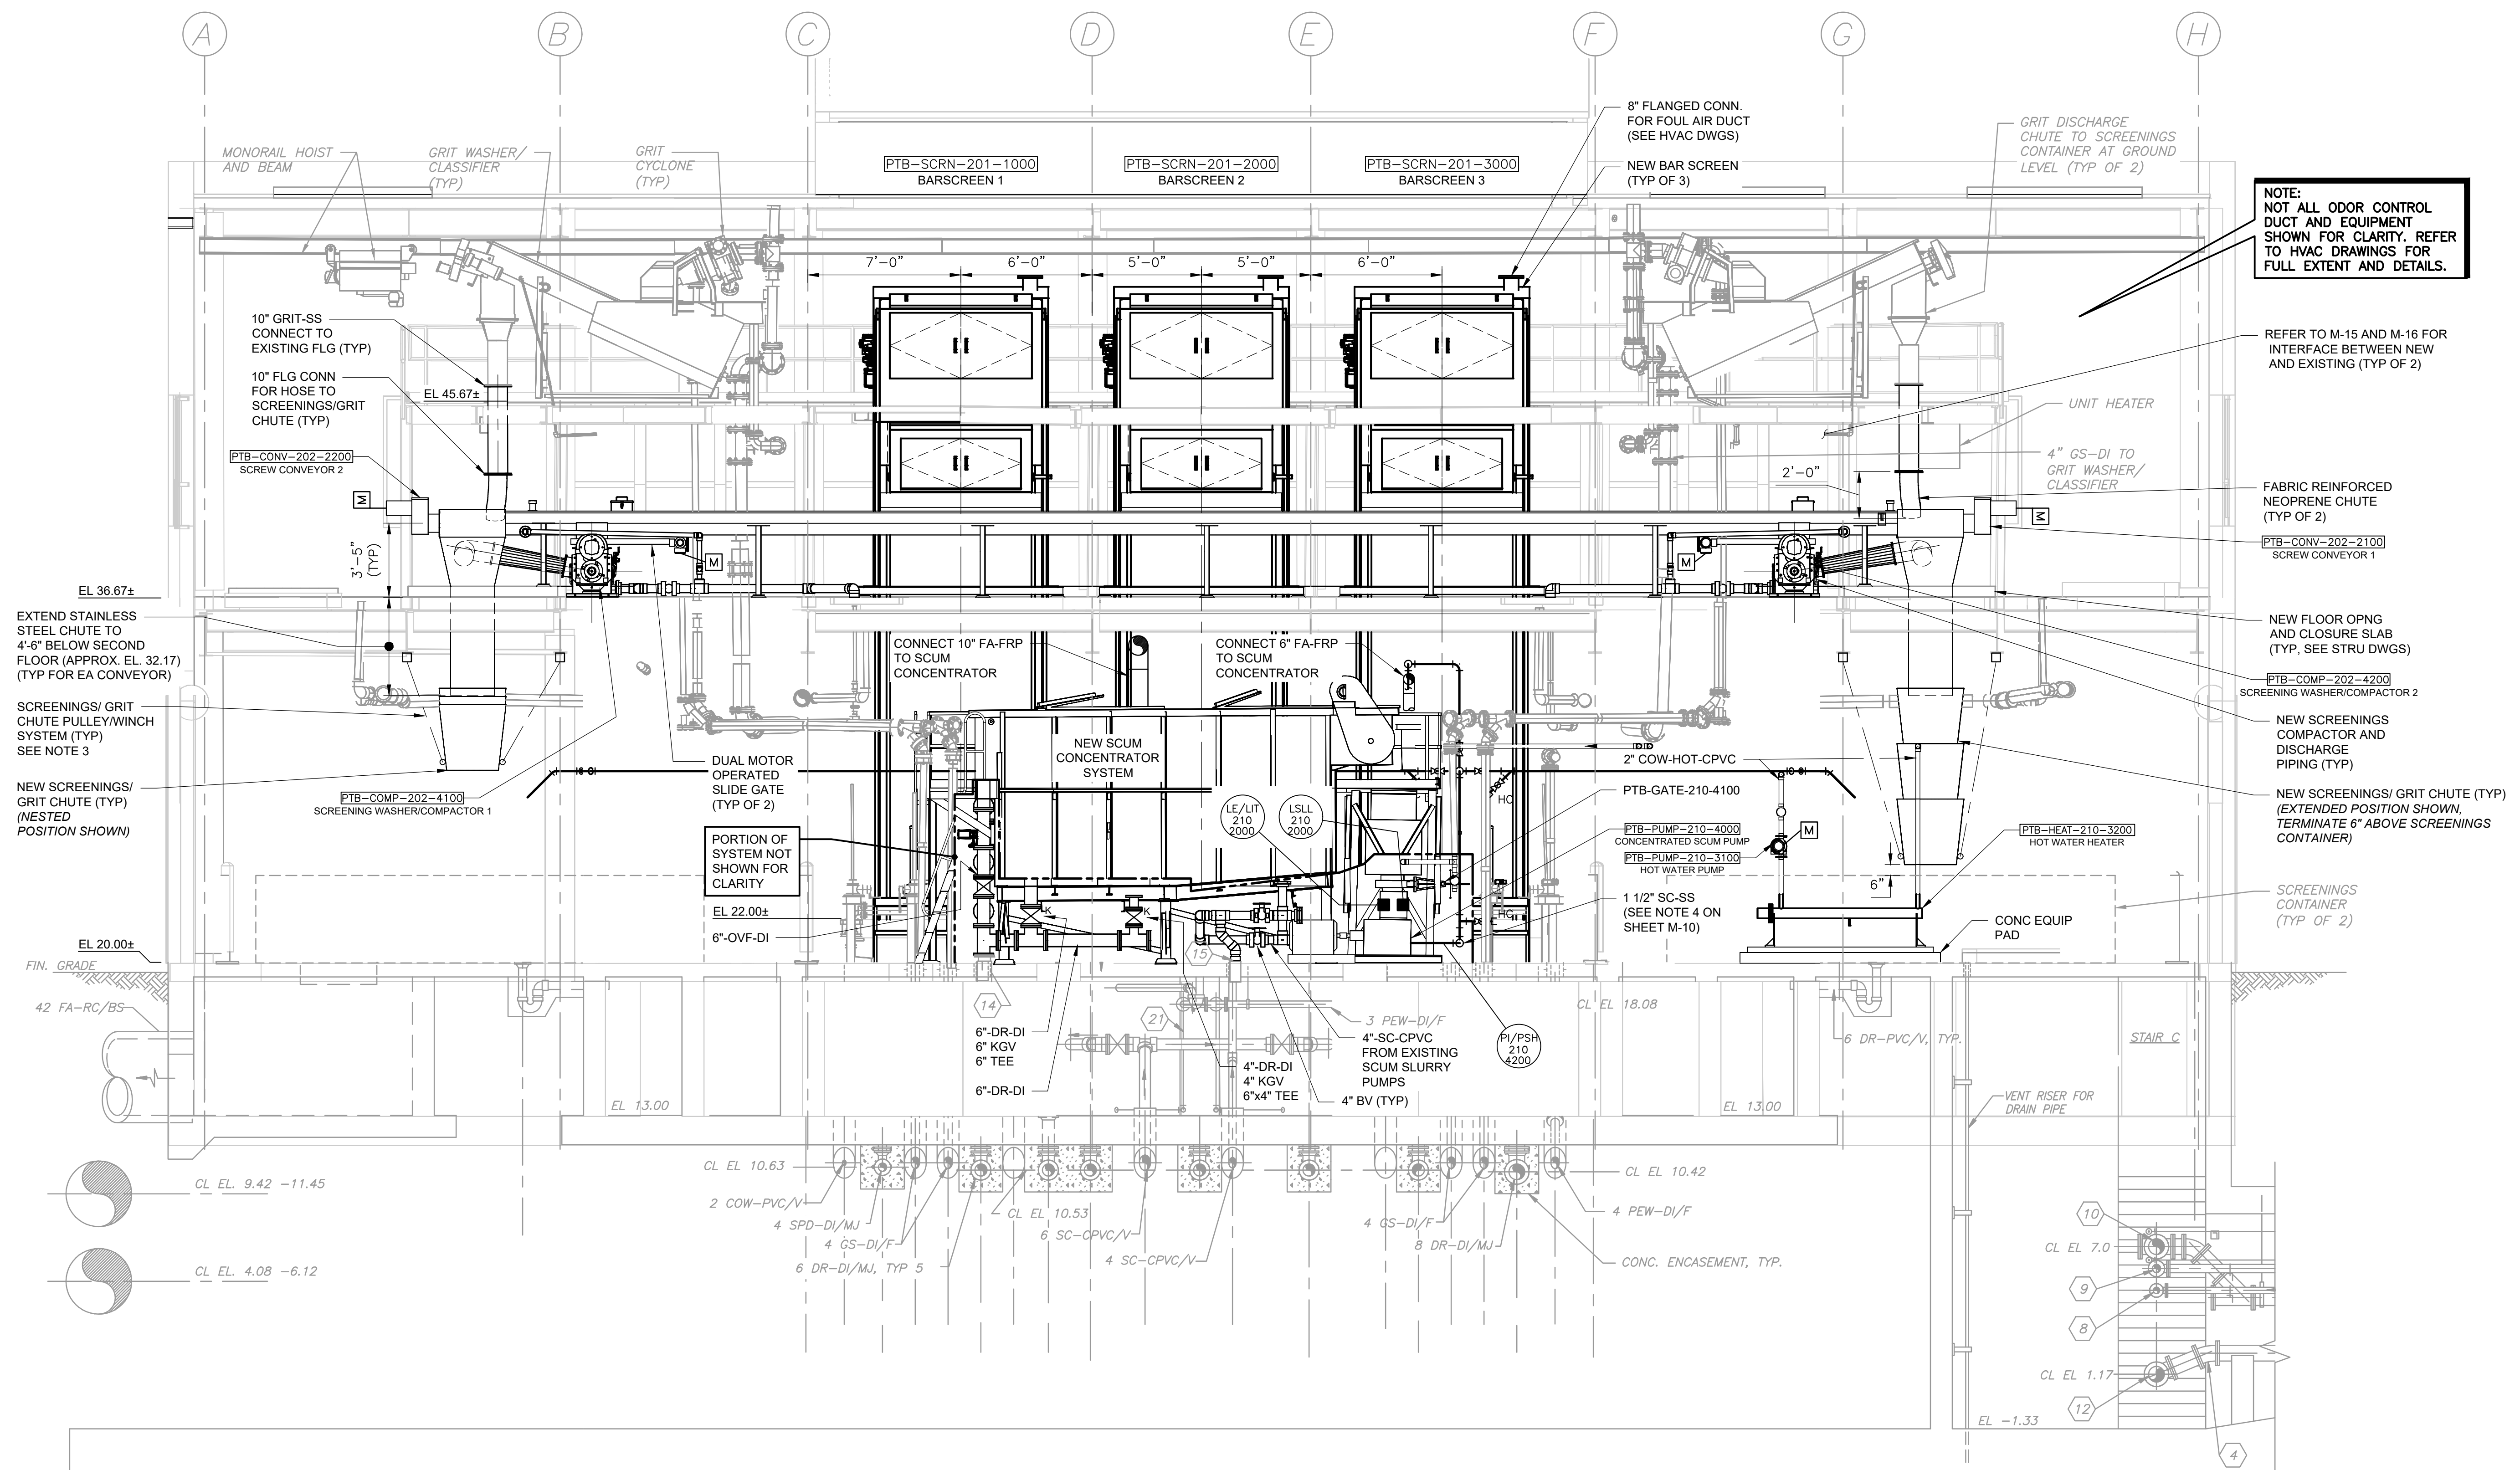 A
B
C
D
E
F
G
H
MONORAIL HOIST
AND BEAM
GRIT WASHER/
CLASSIFIER
(TYP)
GRIT
CYCLONE
(TYP)
PTB-SCRN-201-1000
BARSCREEN 1
PTB-SCRN-201-2000
BARSCREEN 2
PTB-SCRN-201-3000
BARSCREEN 3
8" FLANGED CONN.
FOR FOUL AIR DUCT
(SEE HVAC DWGS)
NEW BAR SCREEN
(TYP OF 3)
GRIT DISCHARGE
CHUTE TO SCREENINGS
CONTAINER AT GROUND
LEVEL (TYP OF 2)
NOTE:
NOT ALL ODOR CONTROL
DUCT AND EQUIPMENT
SHOWN FOR CLARITY. REFER
TO HVAC DRAWINGS FOR
FULL EXTENT AND DETAILS.
7'-0"
6'-0"
5'-0"
5'-0"
6'-0"
10" GRIT-SS
CONNECT TO
EXISTING FLG (TYP)
10" FLG CONN
FOR HOSE TO
SCREENINGS/GRIT
CHUTE (TYP)
EL 45.67±
PTB-CONV-202-2200
SCREW CONVEYOR 2
M
3'-5"
(TYP)
M
EL 36.67±
EXTEND STAINLESS
STEEL CHUTE TO
4'-6" BELOW SECOND
FLOOR (APPROX. EL. 32.17)
(TYP FOR EA CONVEYOR)
SCREENINGS/ GRIT
CHUTE PULLEY/WINCH
SYSTEM (TYP)
SEE NOTE 3
NEW SCREENINGS/
GRIT CHUTE (TYP)
(NESTED
POSITION SHOWN)
PTB-COMP-202-4100
SCREENING WASHER/COMPACTOR 1
REFER TO M-15 AND M-16 FOR
INTERFACE BETWEEN NEW
AND EXISTING (TYP OF 2)
UNIT HEATER
4" GS-DI TO
GRIT WASHER/
CLASSIFIER
2'-0"
FABRIC REINFORCED
NEOPRENE CHUTE
(TYP OF 2)
M
PTB-CONV-202-2100
SCREW CONVEYOR 1
M
NEW FLOOR OPNG
AND CLOSURE SLAB
(TYP, SEE STRU DWGS)
PTB-COMP-202-4200
SCREENING WASHER/COMPACTOR 2
NEW SCREENINGS
COMPACTOR AND
DISCHARGE
PIPING (TYP)
NEW SCREENINGS/ GRIT CHUTE (TYP)
(EXTENDED POSITION SHOWN,
TERMINATE 6" ABOVE SCREENINGS
CONTAINER)
CONNECT 10" FA-FRP
TO SCUM
CONCENTRATOR
CONNECT 6" FA-FRP
TO SCUM
CONCENTRATOR
NEW SCUM
CONCENTRATOR
SYSTEM
DUAL MOTOR
OPERATED
SLIDE GATE
(TYP OF 2)
PORTION OF
SYSTEM NOT
SHOWN FOR
CLARITY
EL 22.00±
6"-OVF-DI
LE/LIT
210
2000
LSLL
210
2000
HC
HC
2" COW-HOT-CPVC
PTB-GATE-210-4100
PTB-PUMP-210-4000
CONCENTRATED SCUM PUMP
PTB-PUMP-210-3100
HOT WATER PUMP
M
1 1/2" SC-SS
(SEE NOTE 4 ON
SHEET M-10)
PTB-HEAT-210-3200
HOT WATER HEATER
6"
CONC EQUIP
PAD
SCREENINGS
CONTAINER
(TYP OF 2)
EL 20.00±
FIN. GRADE
42 FA-RC/BS
K
K
15
14
21
6"-DR-DI
6" KGV
6" TEE
6"-DR-DI
3 PEW-DI/F
4"-DR-DI
4" KGV
6"x4" TEE
4"-SC-CPVC
FROM EXISTING
SCUM SLURRY
PUMPS
4" BV (TYP)
PI/PSH
210
4200
CL EL 18.08
6 DR-PVC/V, TYP.
STAIR C
EL 13.00
EL 13.00
VENT RISER FOR
DRAIN PIPE
CL EL. 9.42 -11.45
CL EL. 4.08 -6.12
CL EL 10.63
2 COW-PVC/V
4 SPD-DI/MJ
4 GS-DI/F
6 DR-DI/MJ, TYP 5
CL EL 10.53
6 SC-CPVC/V
4 SC-CPVC/V
4 GS-DI/F
8 DR-DI/MJ
CL EL 10.42
4 PEW-DI/F
CONC. ENCASEMENT, TYP.
10
CL EL 7.0
9
8
CL EL 1.17
12
EL -1.33
4